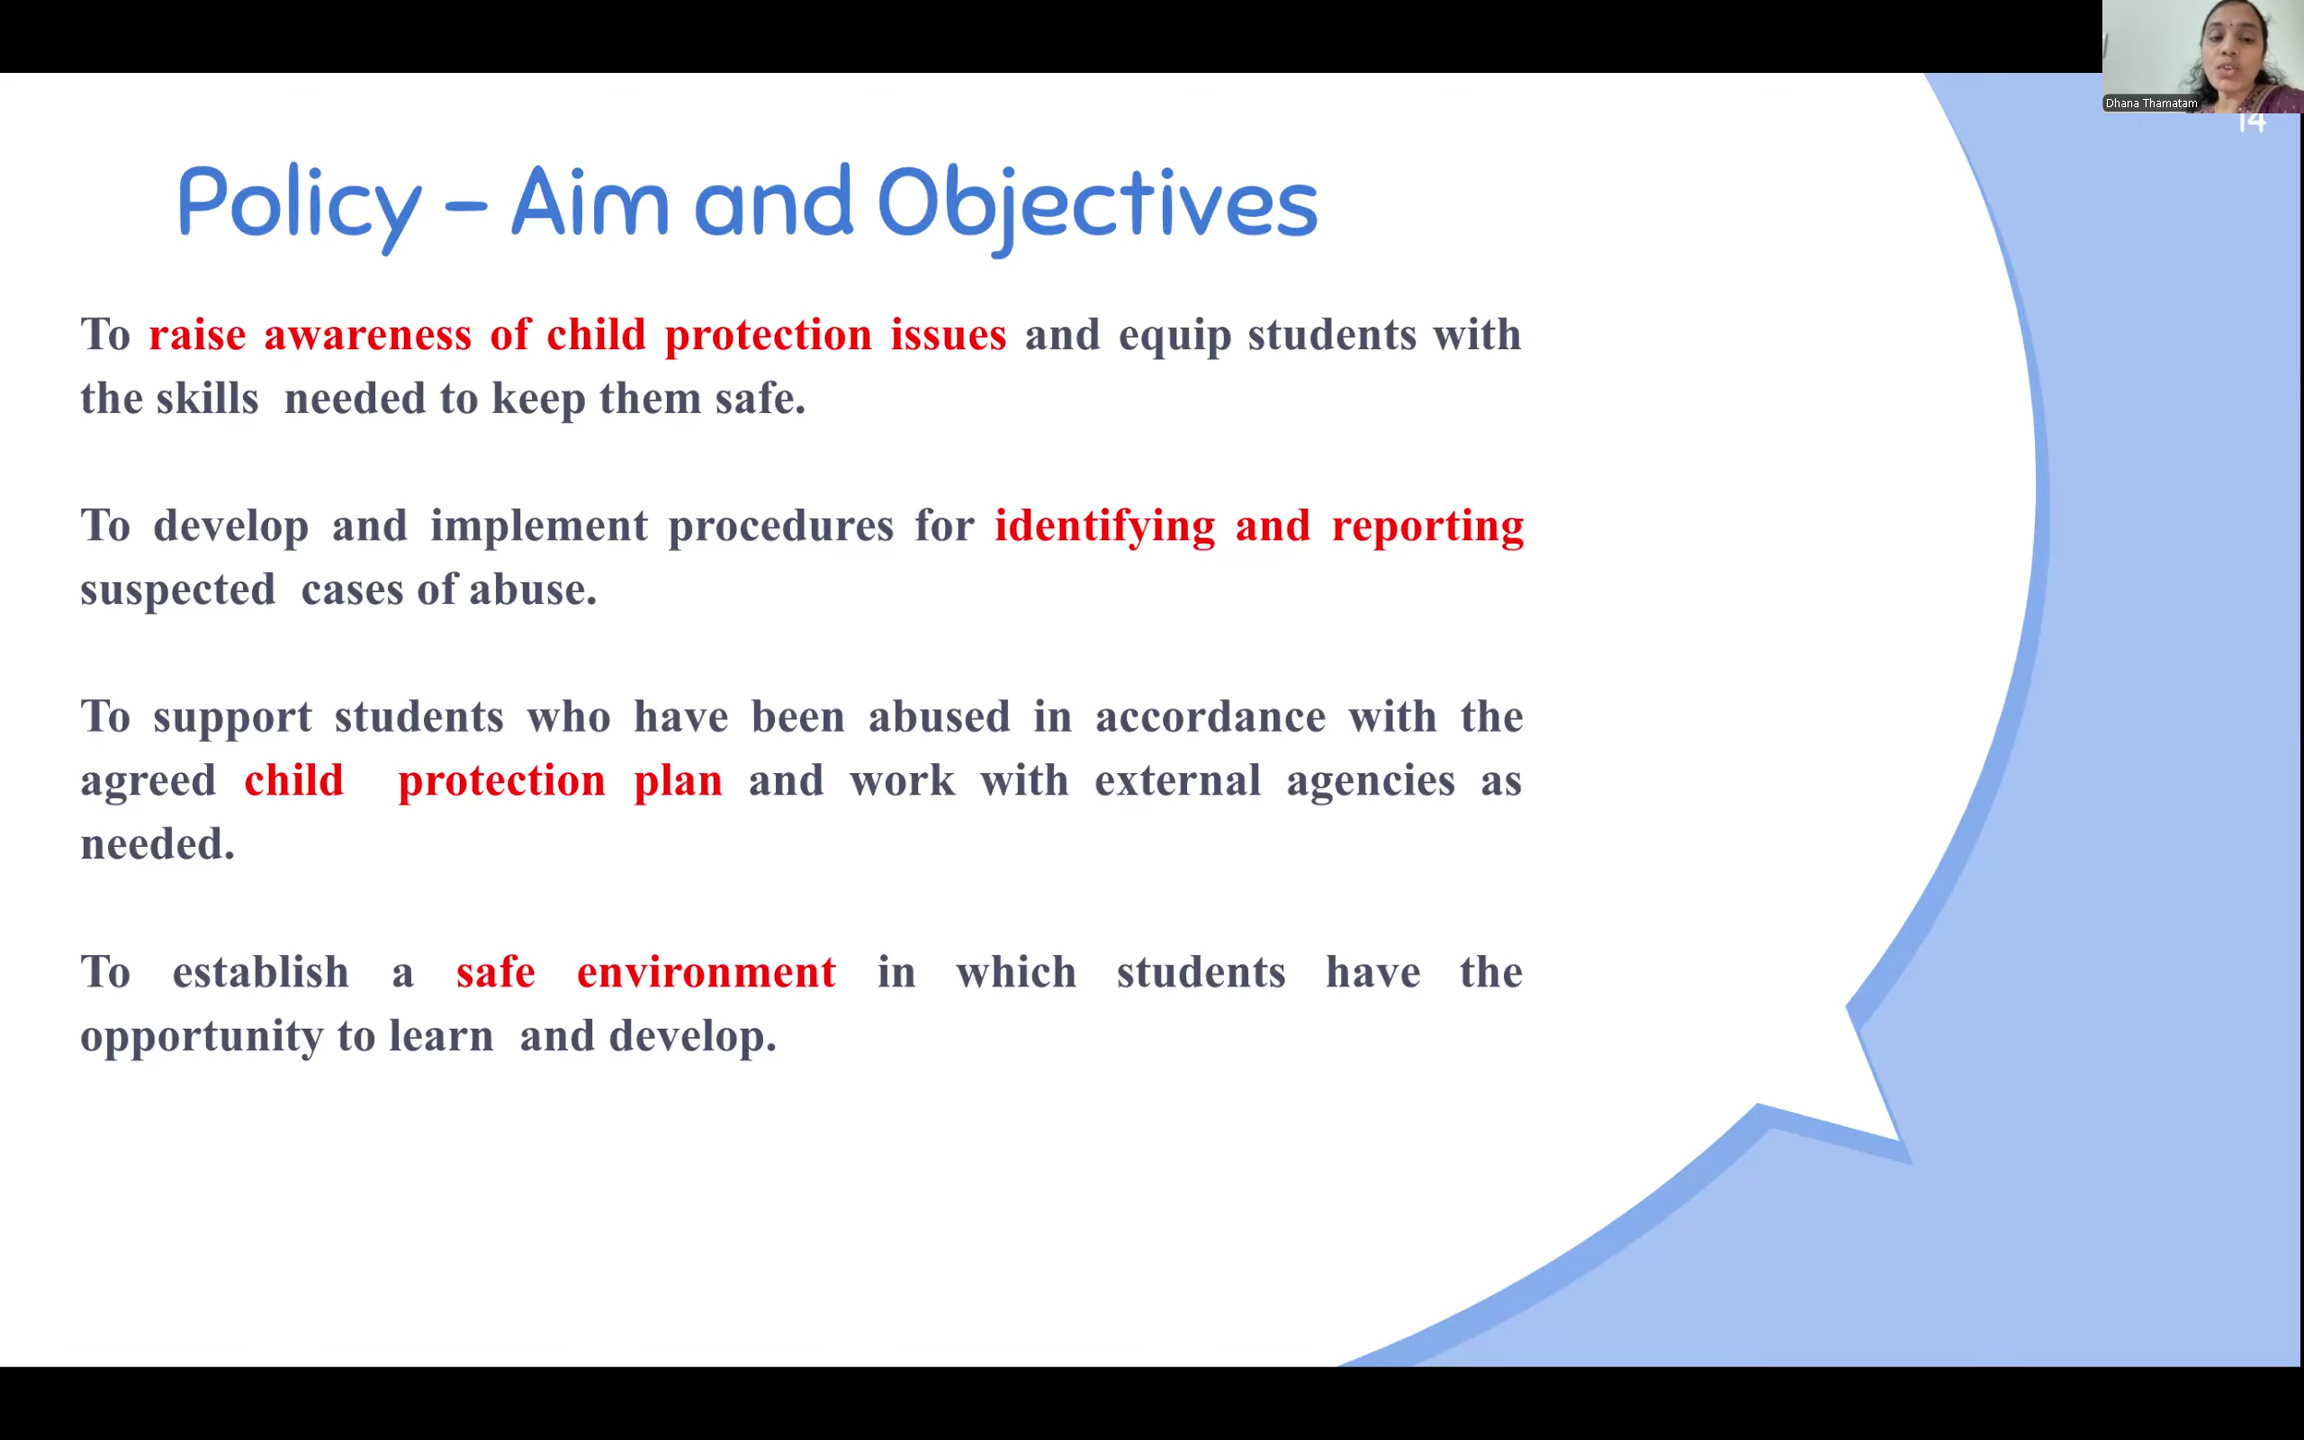 Dhana Thamatam
14
Policy – Aim and Objectives
To raise awareness of child protection issues and equip students with
the skills needed to keep them safe.
To develop and implement procedures for identifying and reporting
suspected cases of abuse.
To support students who have been abused in accordance with the
agreed child protection plan and work with external agencies as
needed.
To establish a safe environment in which students have the
opportunity to learn and develop.